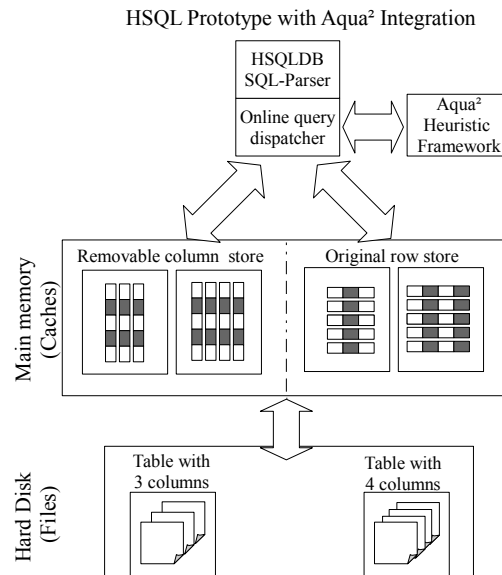 HSQL Prototype with Aqua² Integration
HSQLDB
SQL-Parser
Online query
dispatcher
Aqua²
Heuristic
Framework
Removable column store
Original row store
Main memory
(Caches)
Table with
3 columns
Table with
4 columns
Hard Disk
(Files)